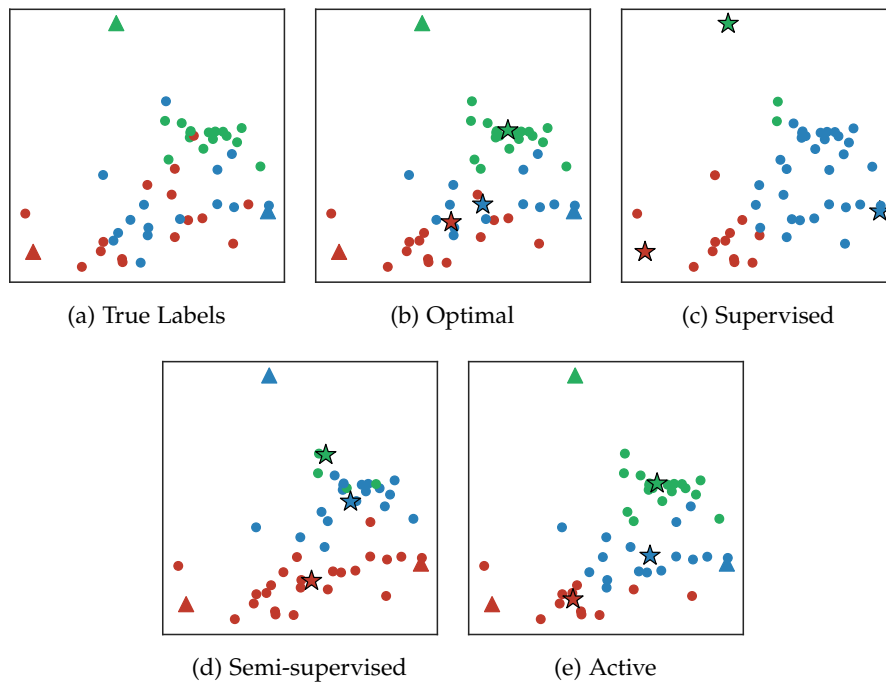 (a) True Labels
(b) Optimal
(c) Supervised
(d) Semi-supervised
(e) Active